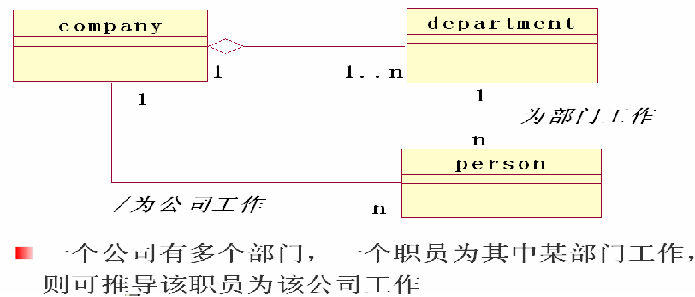 company
department
1
1..n
1
1
为部门工作
n
person
/为公司工作
n
一个公司有多个部门， 一个职员为其中某部门工作，
则可推导该职员为该公司工作